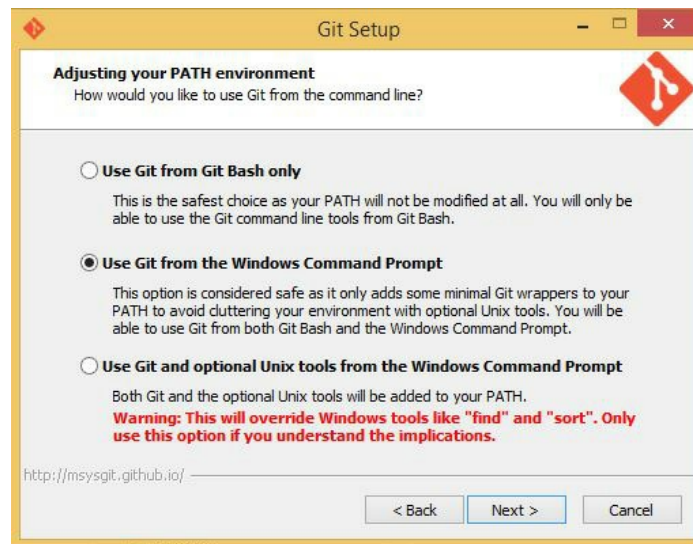 Git Setup
Adjusting your PATH environment
How would you like to use Git from the command line?
Use Git from Git Bash only
This is the safest choice as your PATH will not be modified at all. You will only be
able to use the Git command line tools from Git Bash.
Use Git from the Windows Command Prompt
This option is considered safe as it only adds some minimal Git wrappers to your
PATH to avoid cluttering your environment with optional Unix tools. You will be
able to use Git from both Git Bash and the Windows Command Prompt.
Use Git and optional Unix tools from the Windows Command Prompt
Both Git and the optional Unix tools will be added to your PATH.
Warning: This will override Windows tools like "find" and "sort". Only
use this option if you understand the implications.
http://msysgit.github.io/
< Back Next > Cancel